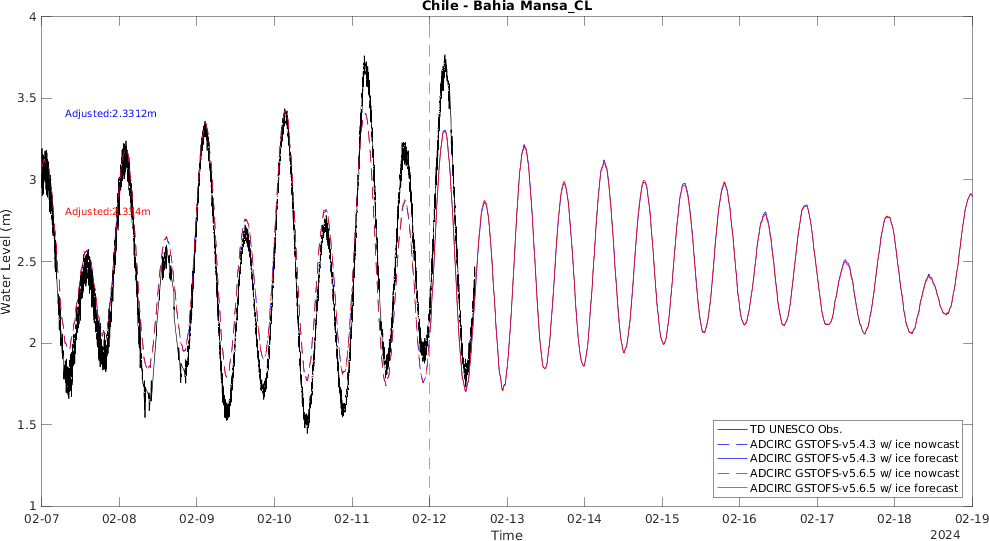 Chile - Bahia Mansa_CL
4
3.5
3
2.5
2
1.5
1
Water Level (m)
Adjusted:2.3312m
Adjusted:2.334m
TD UNESCO Obs.
ADCIRC GSTOFS-v5.4.3 w/ ice nowcast
ADCIRC GSTOFS-v5.4.3 w/ ice forecast
ADCIRC GSTOFS-v5.6.5 w/ ice nowcast
ADCIRC GSTOFS-v5.6.5 w/ ice forecast
02-07 02-08 02-09 02-10 02-11 02-12 02-13 02-14 02-15 02-16 02-17 02-18 02-19
Time
2024